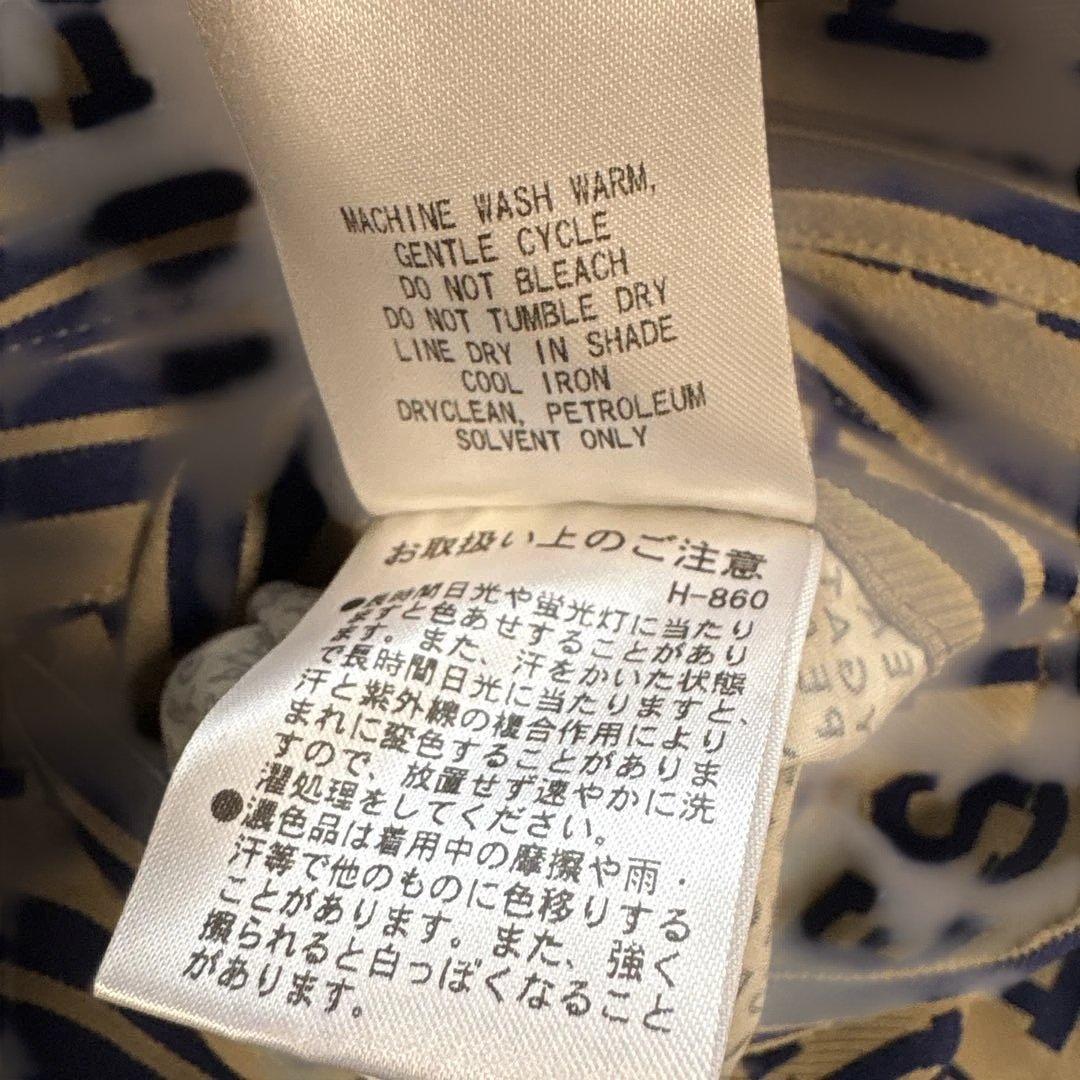 MACHINE WASH WARM,
GENTLE CYCLE
DO NOT BLEACH
DO NOT TUMBLE DRY
LINE DRY IN SHADE
COOL IRON
DRYCLEAN, PETROLEUM
SOLVENT ONLY
お取扱い上のご注意
H-860
●長時間日光や蛍光灯に当たり
ますと色あせすることがあり
ます。また、汗をかいた状態
で長時間日光に当たりますと、
汗と紫外線の複合作用により
まれに変色することがありま
すので、放置せず速やかに洗
濯処理をしてください。
●濃色品は着用中の摩擦や雨・
汗等で他のものに色移りする
ことがあります。また、強く
擦られると白っぽくなること
があります。